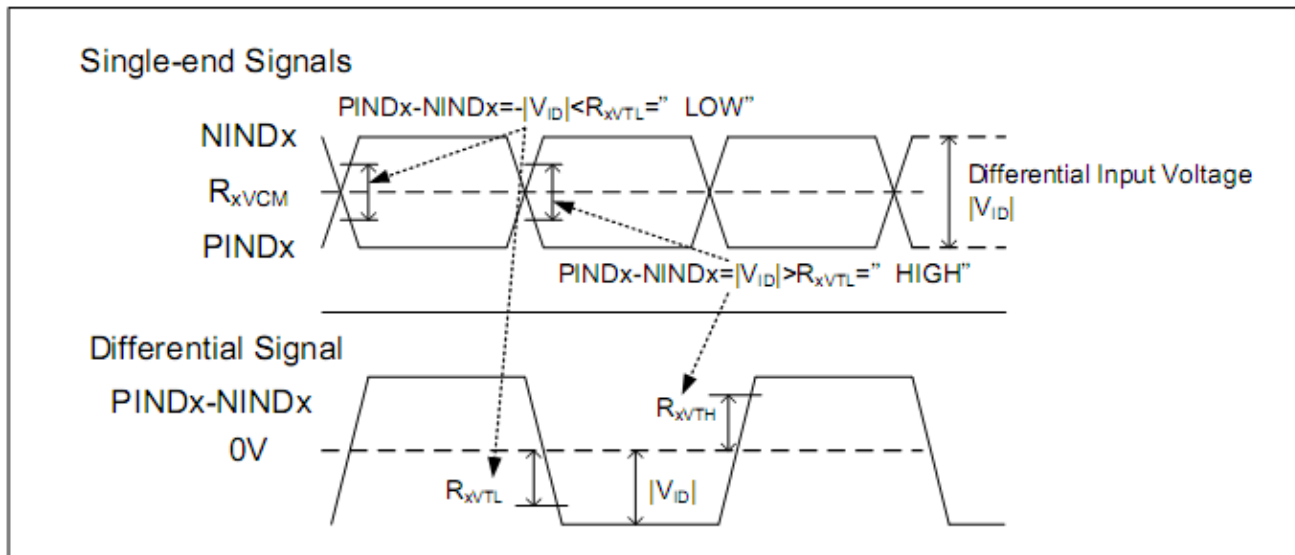 Single-end Signals
PINDx-NINDx=-|VID|<RxVTL=” LOW”
NINDx
RxVCM
PINDx
Differential Input Voltage
|VID|
PINDx-NINDx=|VID|>RxVTL=” HIGH”
Differential Signal
PINDx-NINDx
0V
RxVTH
RxVTL
|VID|